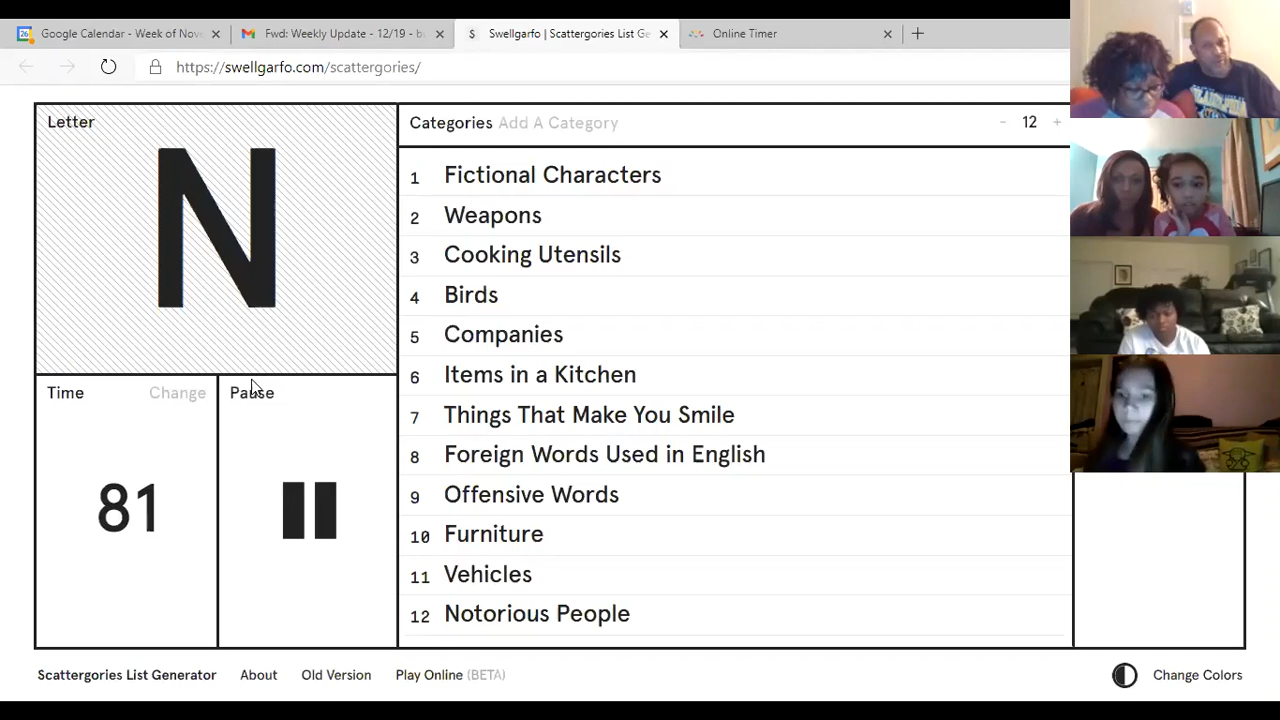 Google Calendar - Week of Nov
Fwd: Weekly Update - 12/19 - b
Swellgarfo | Scattergories List Ge
Online Timer
https://swellgarfo.com/scattergories/
Letter
N
Time
Change
81
Pause
Categories Add A Category
- 12 +
1 Fictional Characters
2 Weapons
3 Cooking Utensils
4 Birds
5 Companies
6 Items in a Kitchen
7 Things That Make You Smile
8 Foreign Words Used in English
9 Offensive Words
10 Furniture
11 Vehicles
12 Notorious People
Scattergories List Generator
About
Old Version
Play Online (BETA)
Change Colors